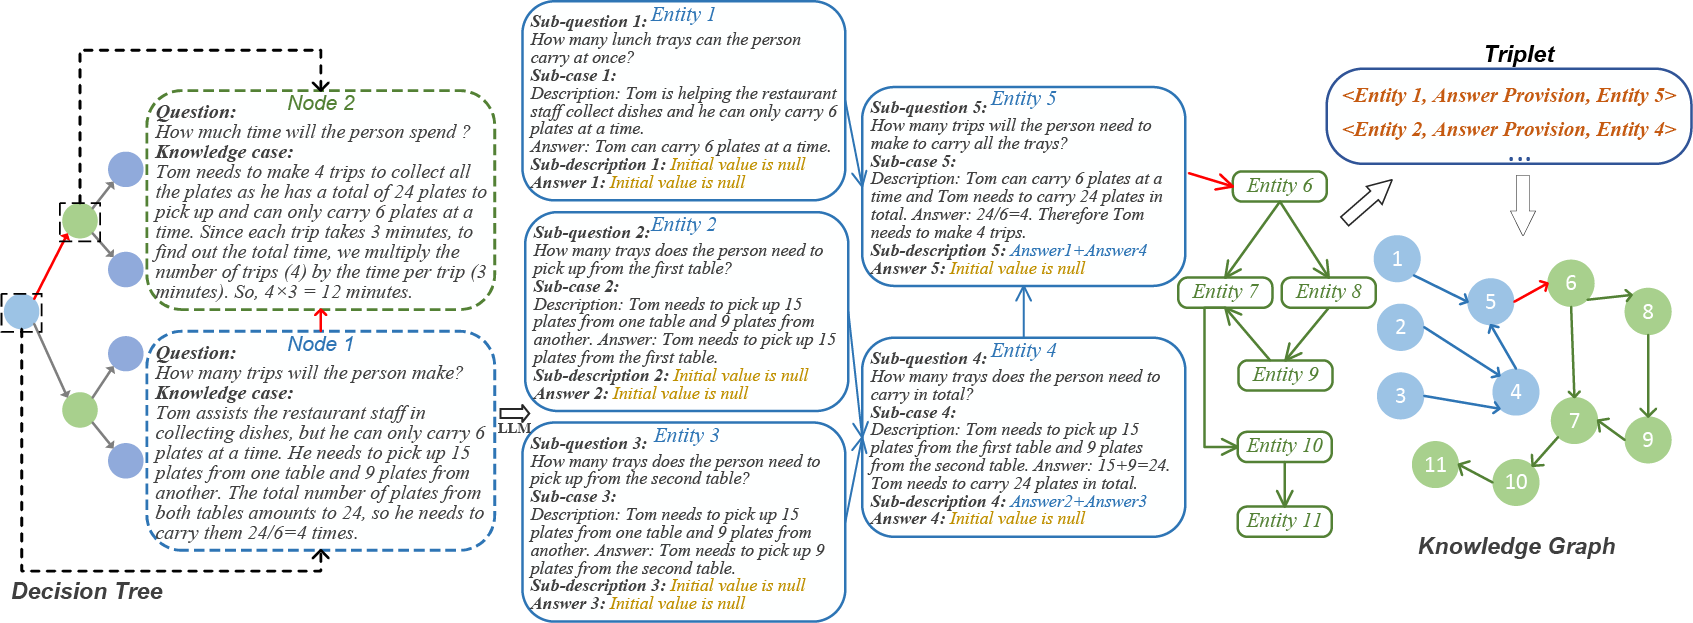 Node 2
Question:
How much time will the person spend ?
Knowledge case:
Tom needs to make 4 trips to collect all
the plates as he has a total of 24 plates to
pick up and can only carry 6 plates at a
time. Since each trip takes 3 minutes, to
find out the total time, we multiply the
number of trips (4) by the time per trip (3
minutes). So, 4×3 = 12 minutes.
Node 1
Question:
How many trips will the person make?
Knowledge case:
Tom assists the restaurant staff in
collecting dishes, but he can only carry 6
plates at a time. He needs to pick up 15
plates from one table and 9 plates from
another. The total number of plates from
both tables amounts to 24, so he needs to
carry them 24/6=4 times.
Decision Tree
LLM
Sub-question 1: Entity 1
How many lunch trays can the person
carry at once?
Sub-case 1:
Description: Tom is helping the restaurant
staff collect dishes and he can only carry 6
plates at a time.
Answer: Tom can carry 6 plates at a time.
Sub-description 1: Initial value is null
Answer 1: Initial value is null
Sub-question 2: Entity 2
How many trays does the person need to
pick up from the first table?
Sub-case 2:
Description: Tom needs to pick up 15
plates from one table and 9 plates from
another. Answer: Tom needs to pick up 15
plates from the first table.
Sub-description 2: Initial value is null
Answer 2: Initial value is null
Sub-question 3: Entity 3
How many trays does the person need to
pick up from the second table?
Sub-case 3:
Description: Tom needs to pick up 15
plates from one table and 9 plates from
another. Answer: Tom needs to pick up 9
plates from the second table.
Sub-description 3: Initial value is null
Answer 3: Initial value is null
Sub-question 5: Entity 5
How many trips will the person need to
make to carry all the trays?
Sub-case 5:
Description: Tom can carry 6 plates at a
time and Tom needs to carry 24 plates in
total. Answer: 24/6=4. Therefore Tom
needs to make 4 trips.
Sub-description 5: Answer1+Answer4
Answer 5: Initial value is null
Sub-question 4: Entity 4
How many trays does the person need to
carry in total?
Sub-case 4:
Description: Tom needs to pick up 15
plates from the first table and 9 plates
from the second table. Answer: 15+9=24.
Tom needs to carry 24 plates in total.
Sub-description 4: Answer2+Answer3
Answer 4: Initial value is null
Entity 6
Entity 7
Entity 8
Entity 9
Entity 10
Entity 11
Triplet
<Entity 1, Answer Provision, Entity 5>
<Entity 2, Answer Provision, Entity 4>
...
1
2
3
4
5
6
7
8
9
10
11
Knowledge Graph